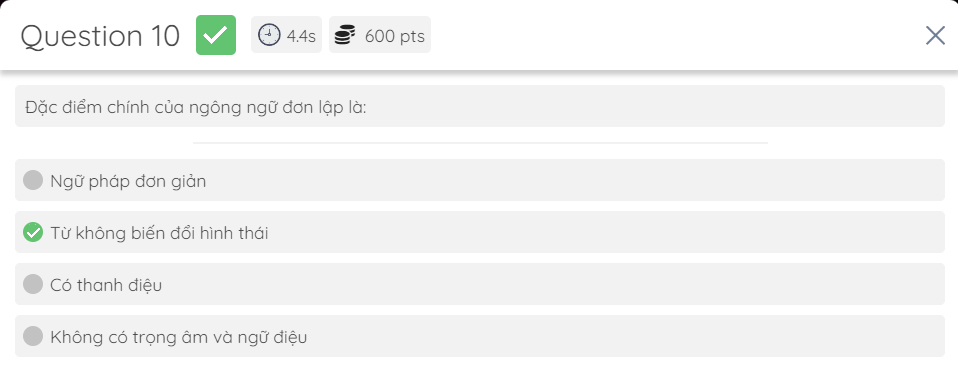 Question 10 4.4s 600 pts
Đặc điểm chính của ngông ngữ đơn lập là:
Ngữ pháp đơn giản
Từ không biến đổi hình thái
Có thanh điệu
Không có trọng âm và ngữ điệu